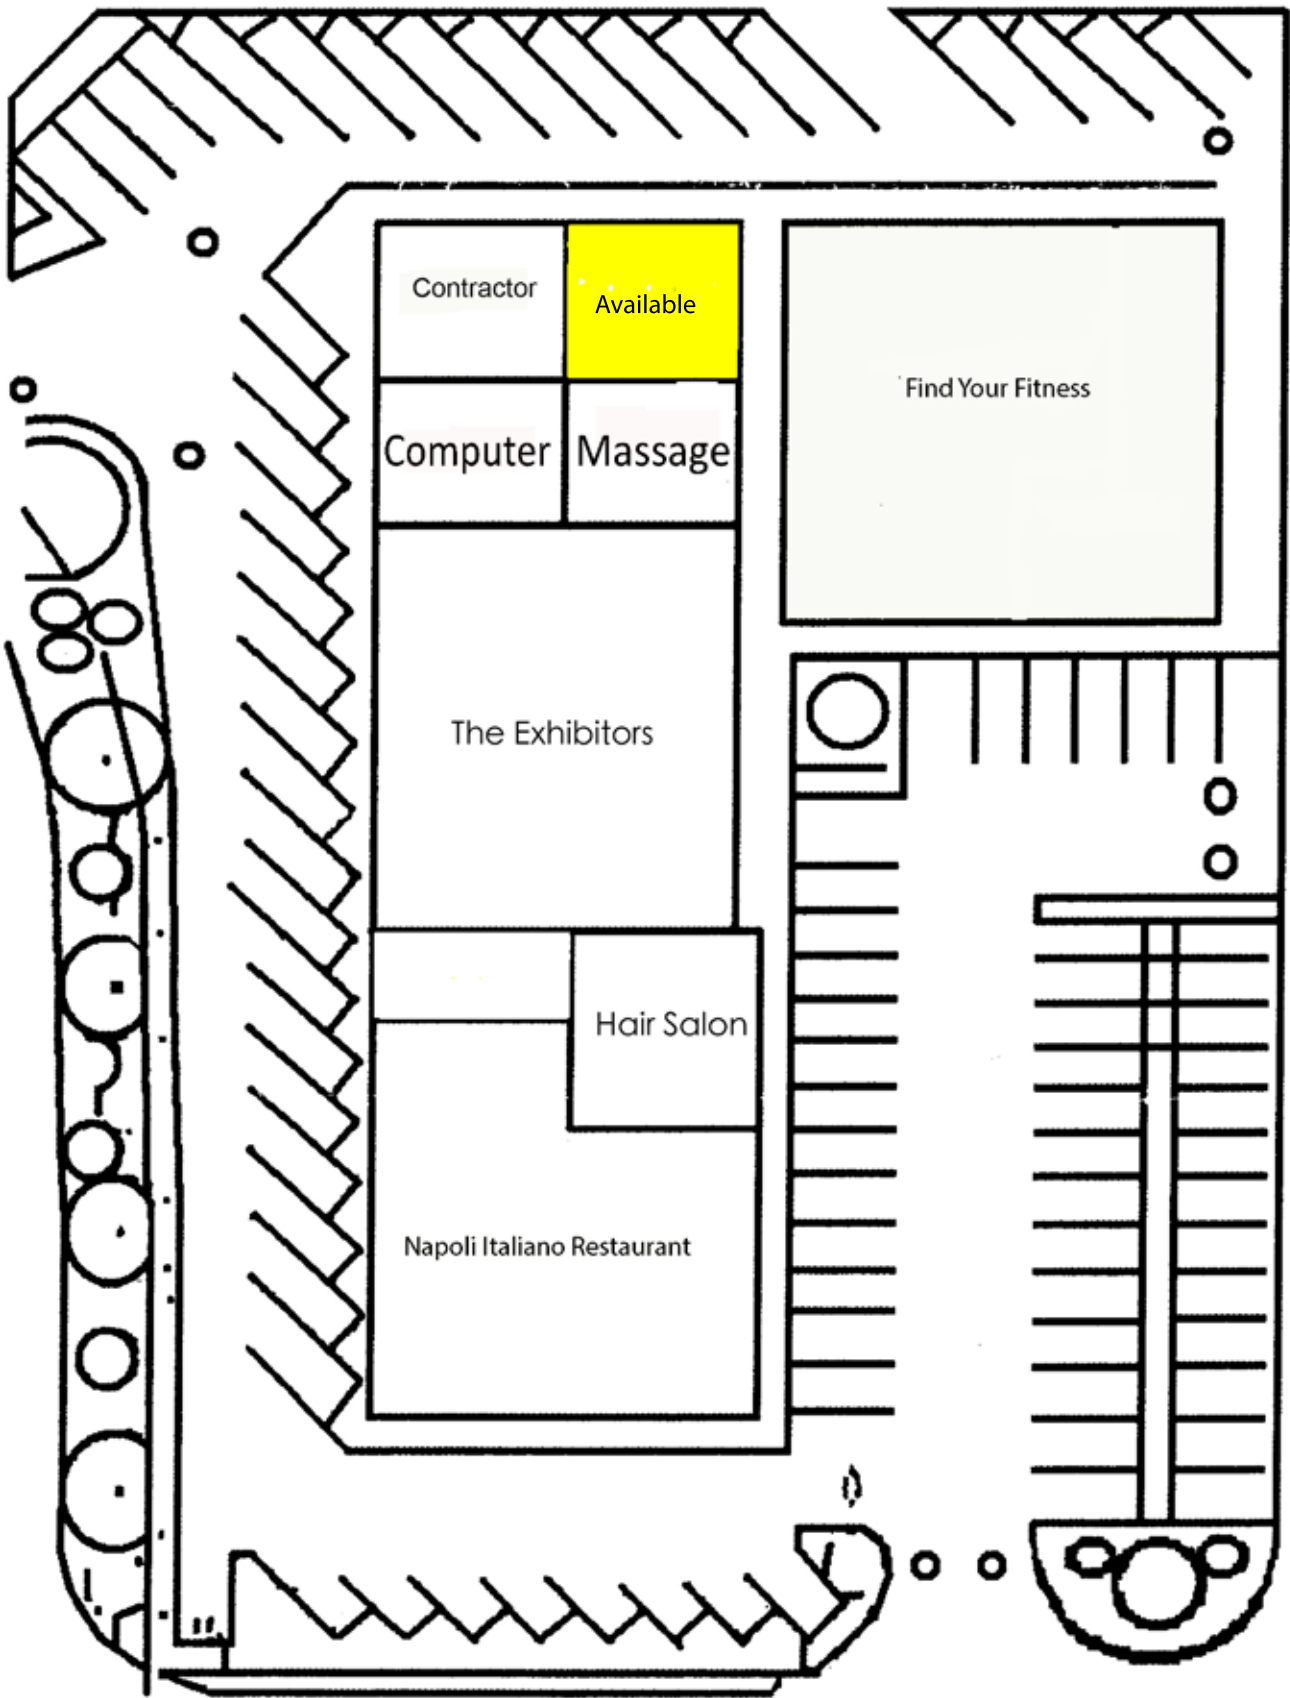 Contractor
Available
Find Your Fitness
Computer
Massage
The Exhibitors
Hair Salon
Napoli Italiano Restaurant